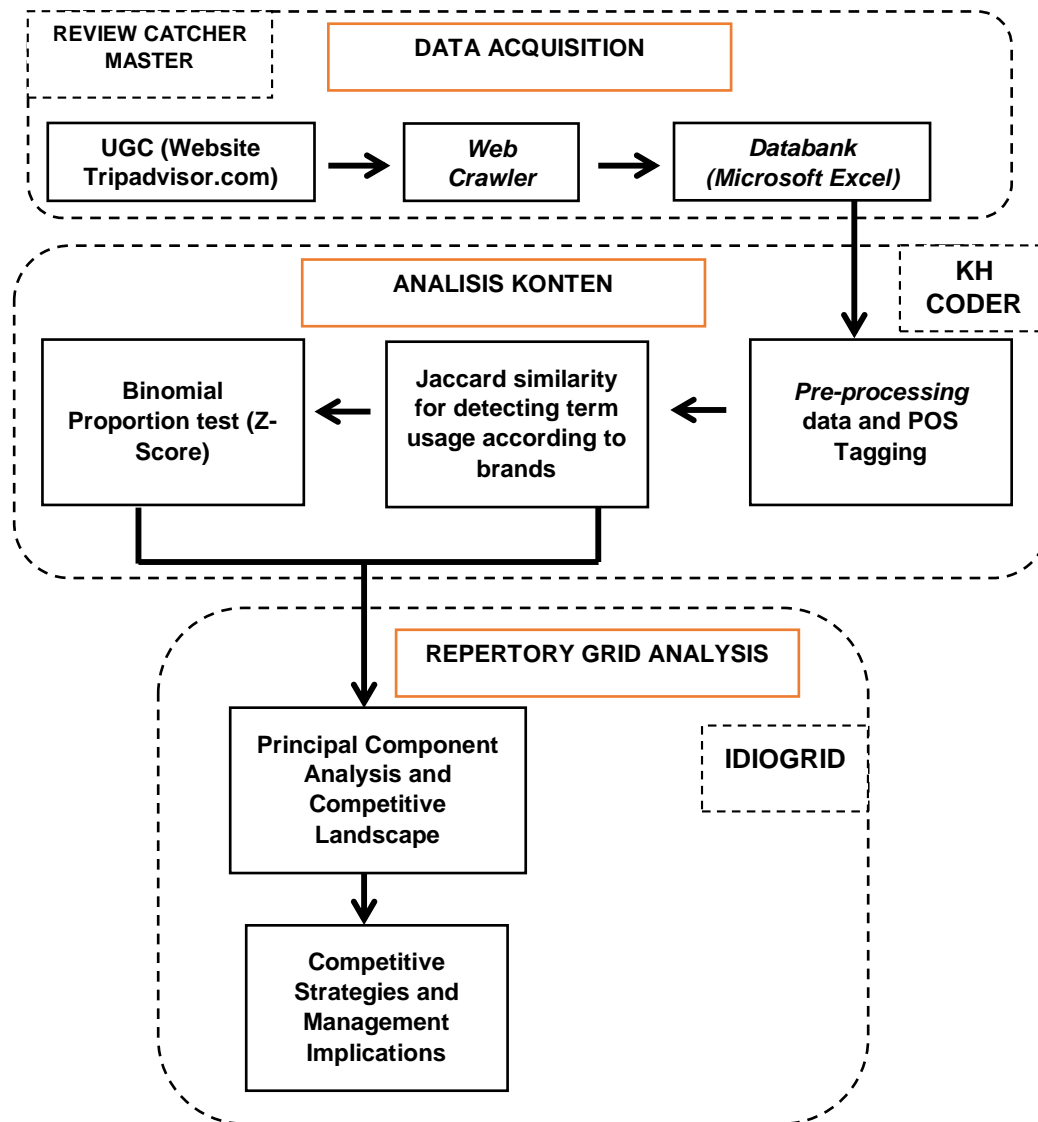 REVIEW CATCHER
MASTER
DATA ACQUISITION
UGC (Website
Tripadvisor.com)
Web
Crawler
Databank
(Microsoft Excel)
ANALISIS KONTEN
KH
CODER
Binomial
Proportion test (Z-
Score)
Jaccard similarity
for detecting term
usage according to
brands
Pre-processing
data and POS
Tagging
REPERTORY GRID ANALYSIS
IDIOGRID
Principal Component
Analysis and
Competitive
Landscape
Competitive
Strategies and
Management
Implications